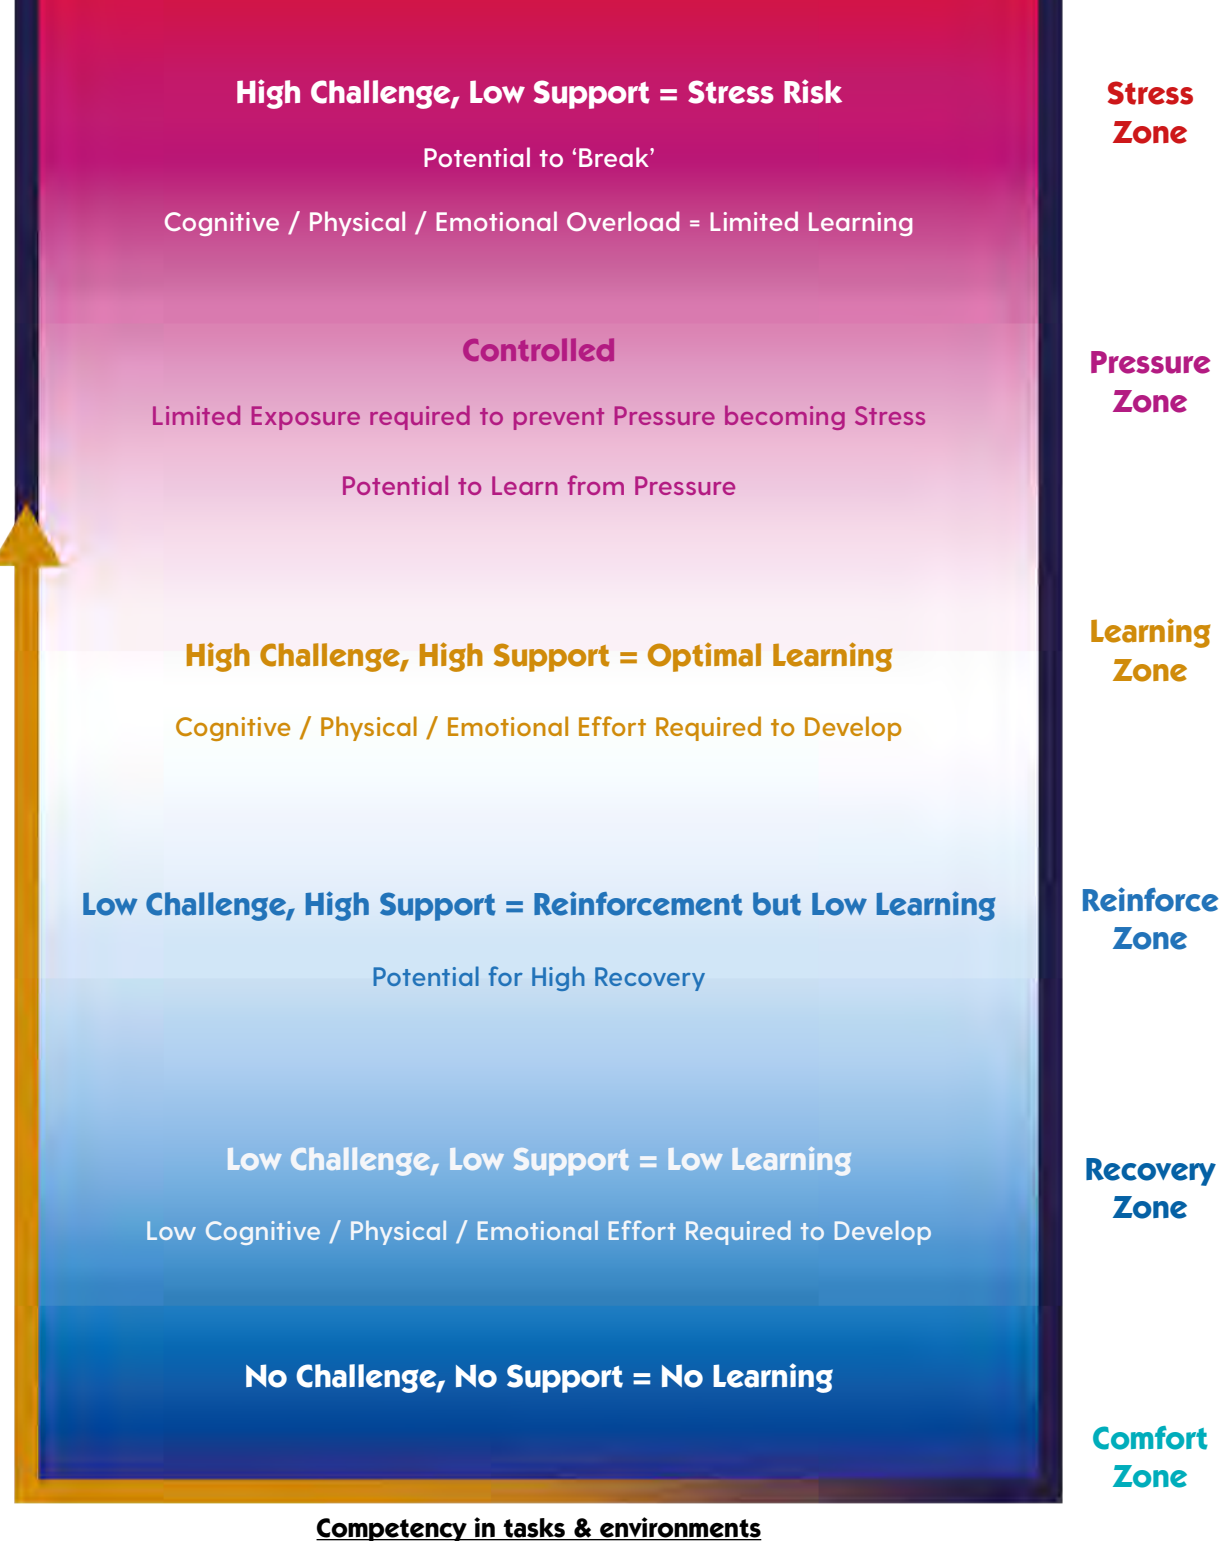 High Challenge, Low Support = Stress Risk
Potential to ‘Break’
Cognitive / Physical / Emotional Overload = Limited Learning
Stress
Zone
Controlled
Limited Exposure required to prevent Pressure becoming Stress
Potential to Learn from Pressure
Pressure
Zone
High Challenge, High Support = Optimal Learning
Cognitive / Physical / Emotional Effort Required to Develop
Learning
Zone
Low Challenge, High Support = Reinforcement but Low Learning
Potential for High Recovery
Reinforce
Zone
Low Challenge, Low Support = Low Learning
Low Cognitive / Physical / Emotional Effort Required to Develop
Recovery
Zone
No Challenge, No Support = No Learning
Comfort
Zone
Competency in tasks & environments